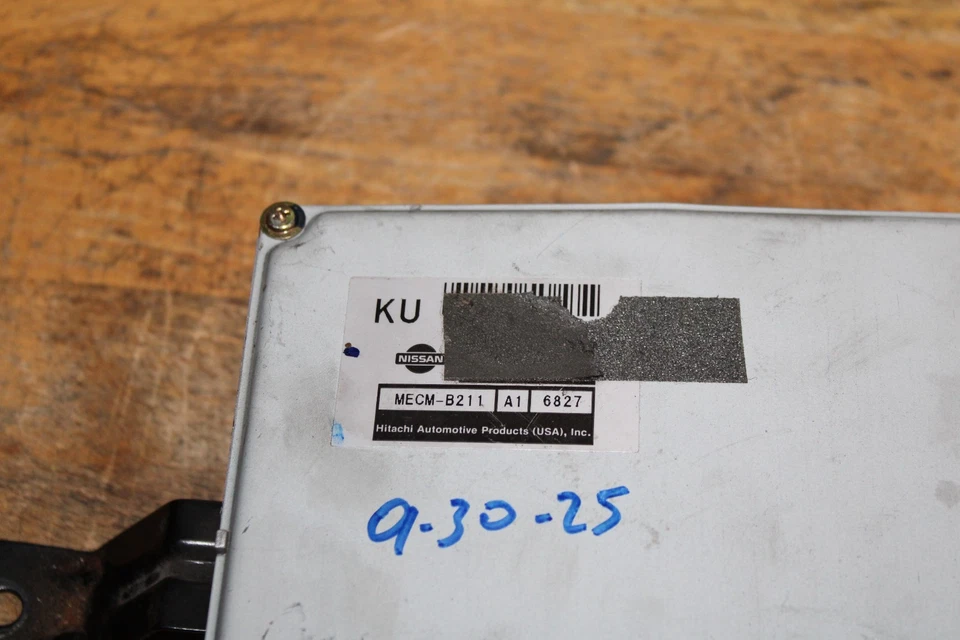 KU
NISSAN
MECM-B211 A1 6827
Hitachi Automotive Products (USA), Inc.
9-30-25